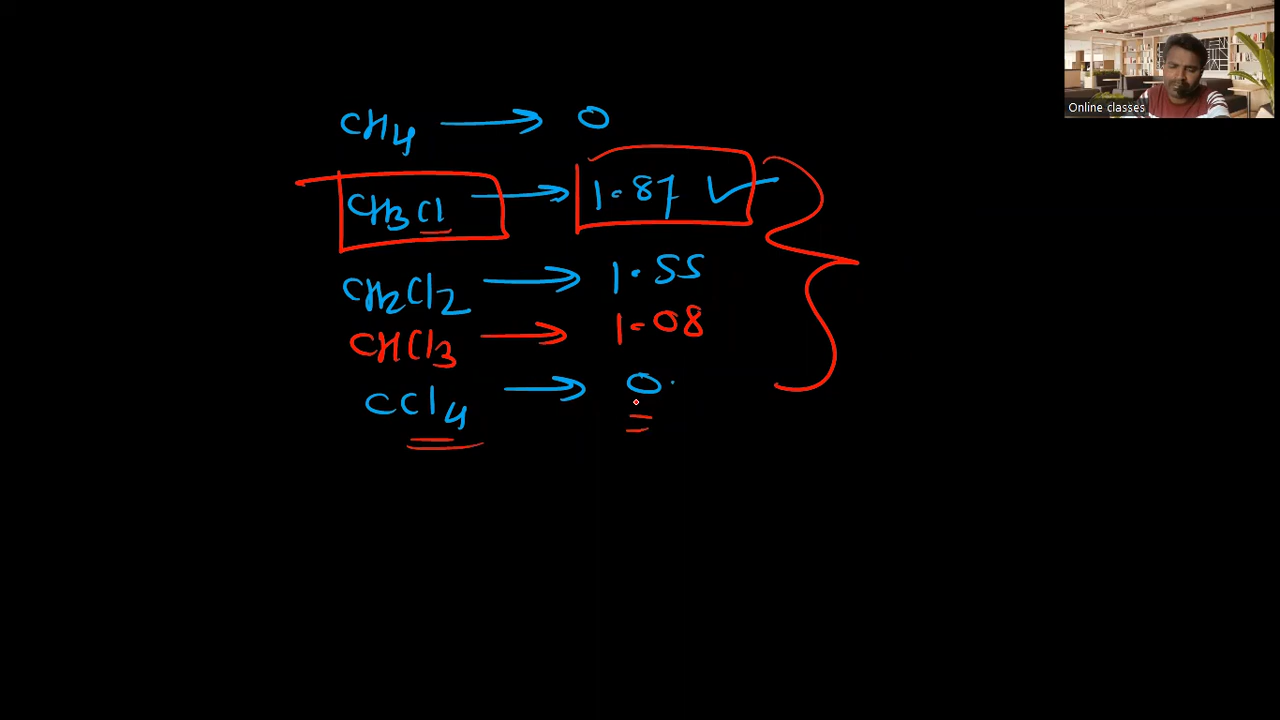 Online classes
CH4 → 0
CH3Cl → 1.87 ✓
CH2Cl2 → 1.55
CHCl3 → 1.08
CCl4 → 0.